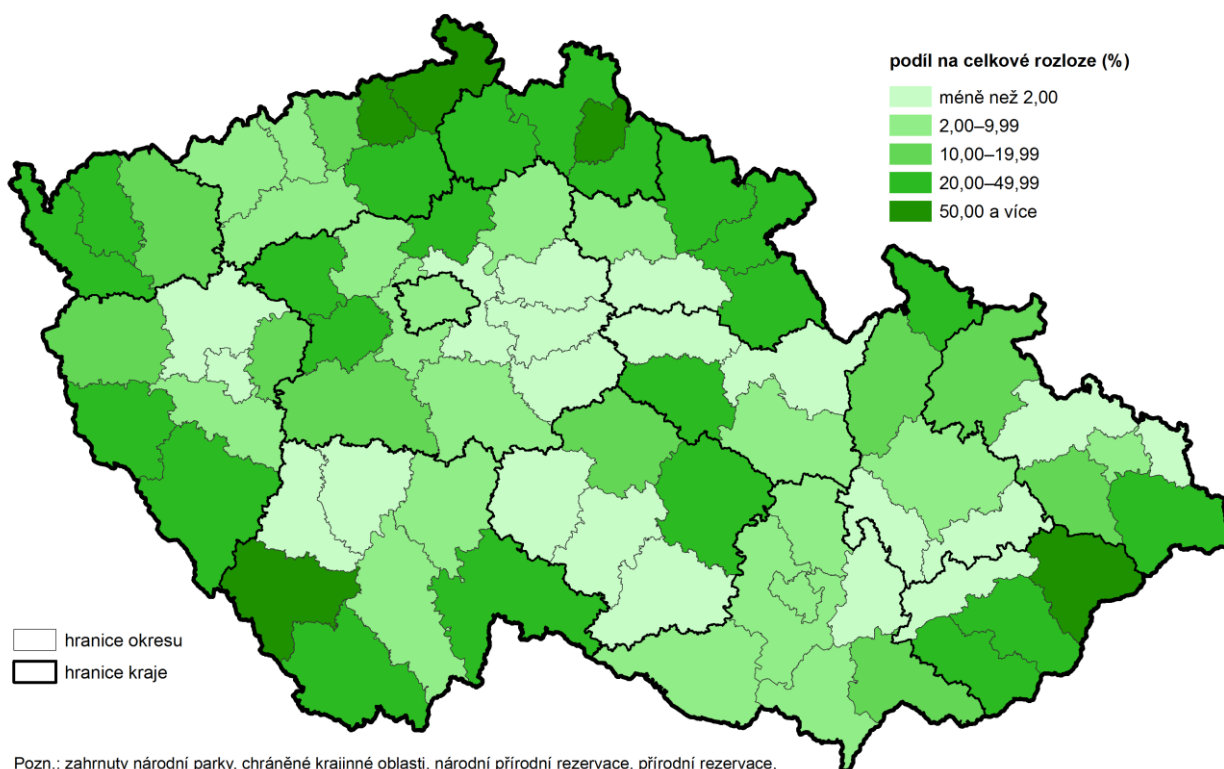 podíl na celkové rozloze (%)
méně než 2,00
2,00–9,99
10,00–19,99
20,00–49,99
50,00 a více
hranice okresu
hranice kraje
Pozn.: zahrnuty národní parky, chráněné krajinné oblasti, národní přírodní rezervace, přírodní rezervace,